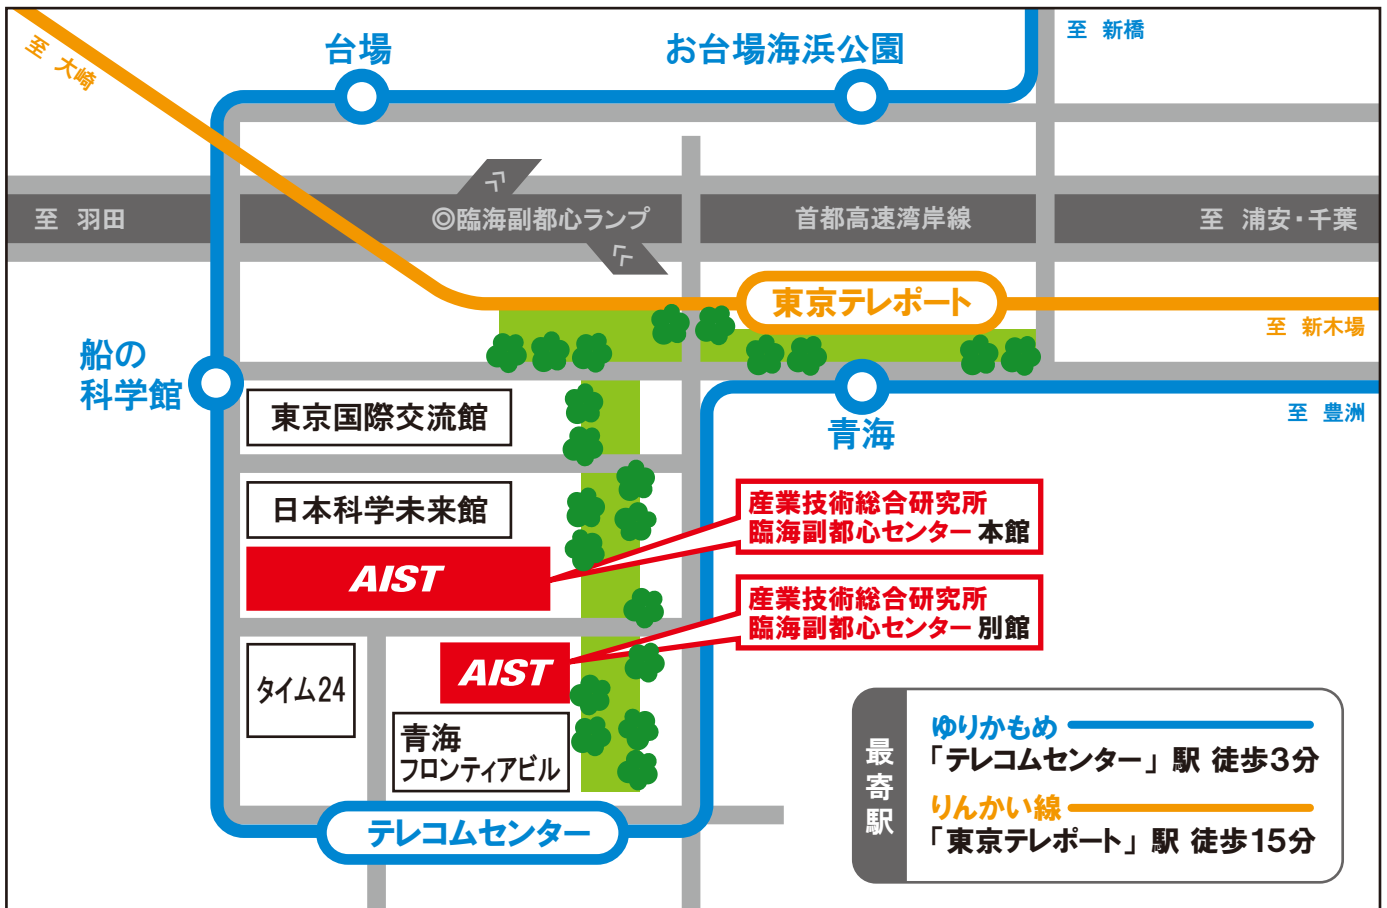 至 大崎
台場
お台場海浜公園
至 新橋
至 羽田
◎臨海副都心ランプ
首都高速湾岸線
至 浦安・千葉
東京テレポート
至 新木場
船の
科学館
青海
至 豊洲
東京国際交流館
日本科学未来館
AIST
産業技術総合研究所
臨海副都心センター 本館
産業技術総合研究所
臨海副都心センター 別館
タイム24
AIST
青海
フロンティアビル
テレコムセンター
最寄駅
ゆりかもめ
「テレコムセンター」駅 徒歩3分
りんかい線
「東京テレポート」駅 徒歩15分